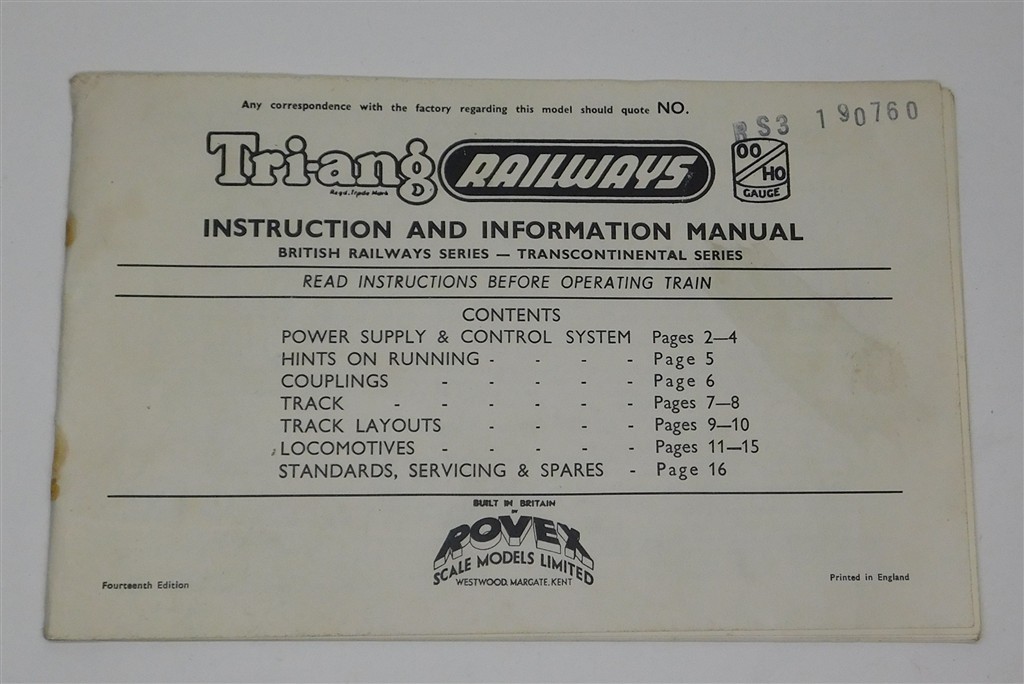 Any correspondence with the factory regarding this model should quote NO.
RS3 190760
Tri-ang RAILWAYS
Regd. Trade Mark
OO/HO
GAUGE
INSTRUCTION AND INFORMATION MANUAL
BRITISH RAILWAYS SERIES — TRANSCONTINENTAL SERIES
READ INSTRUCTIONS BEFORE OPERATING TRAIN
CONTENTS
POWER SUPPLY & CONTROL SYSTEM Pages 2—4
HINTS ON RUNNING - - - - Page 5
COUPLINGS - - - - - Page 6
TRACK - - - - - - Pages 7—8
TRACK LAYOUTS - - - - Pages 9—10
LOCOMOTIVES - - - - - Pages 11—15
STANDARDS, SERVICING & SPARES - Page 16
BUILT IN BRITAIN
BY
ROVEX
SCALE MODELS LIMITED
WESTWOOD, MARGATE, KENT
Fourteenth Edition
Printed in England